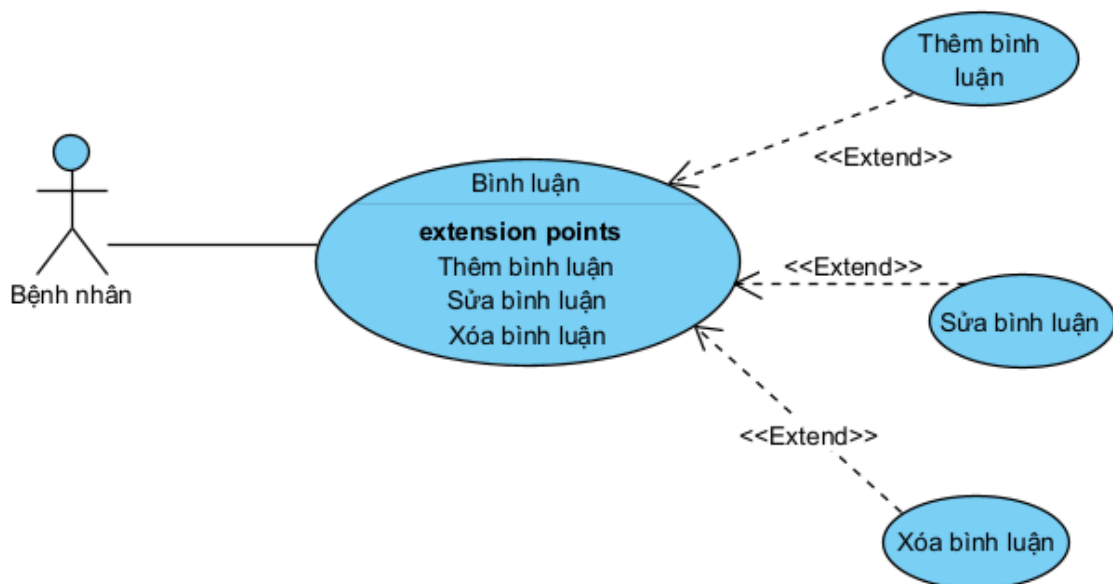 Thêm bình
luận
<<Extend>>
Bình luận
extension points
Thêm bình luận
Sửa bình luận
Xóa bình luận
Bệnh nhân
<<Extend>>
Sửa bình luận
<<Extend>>
Xóa bình luận